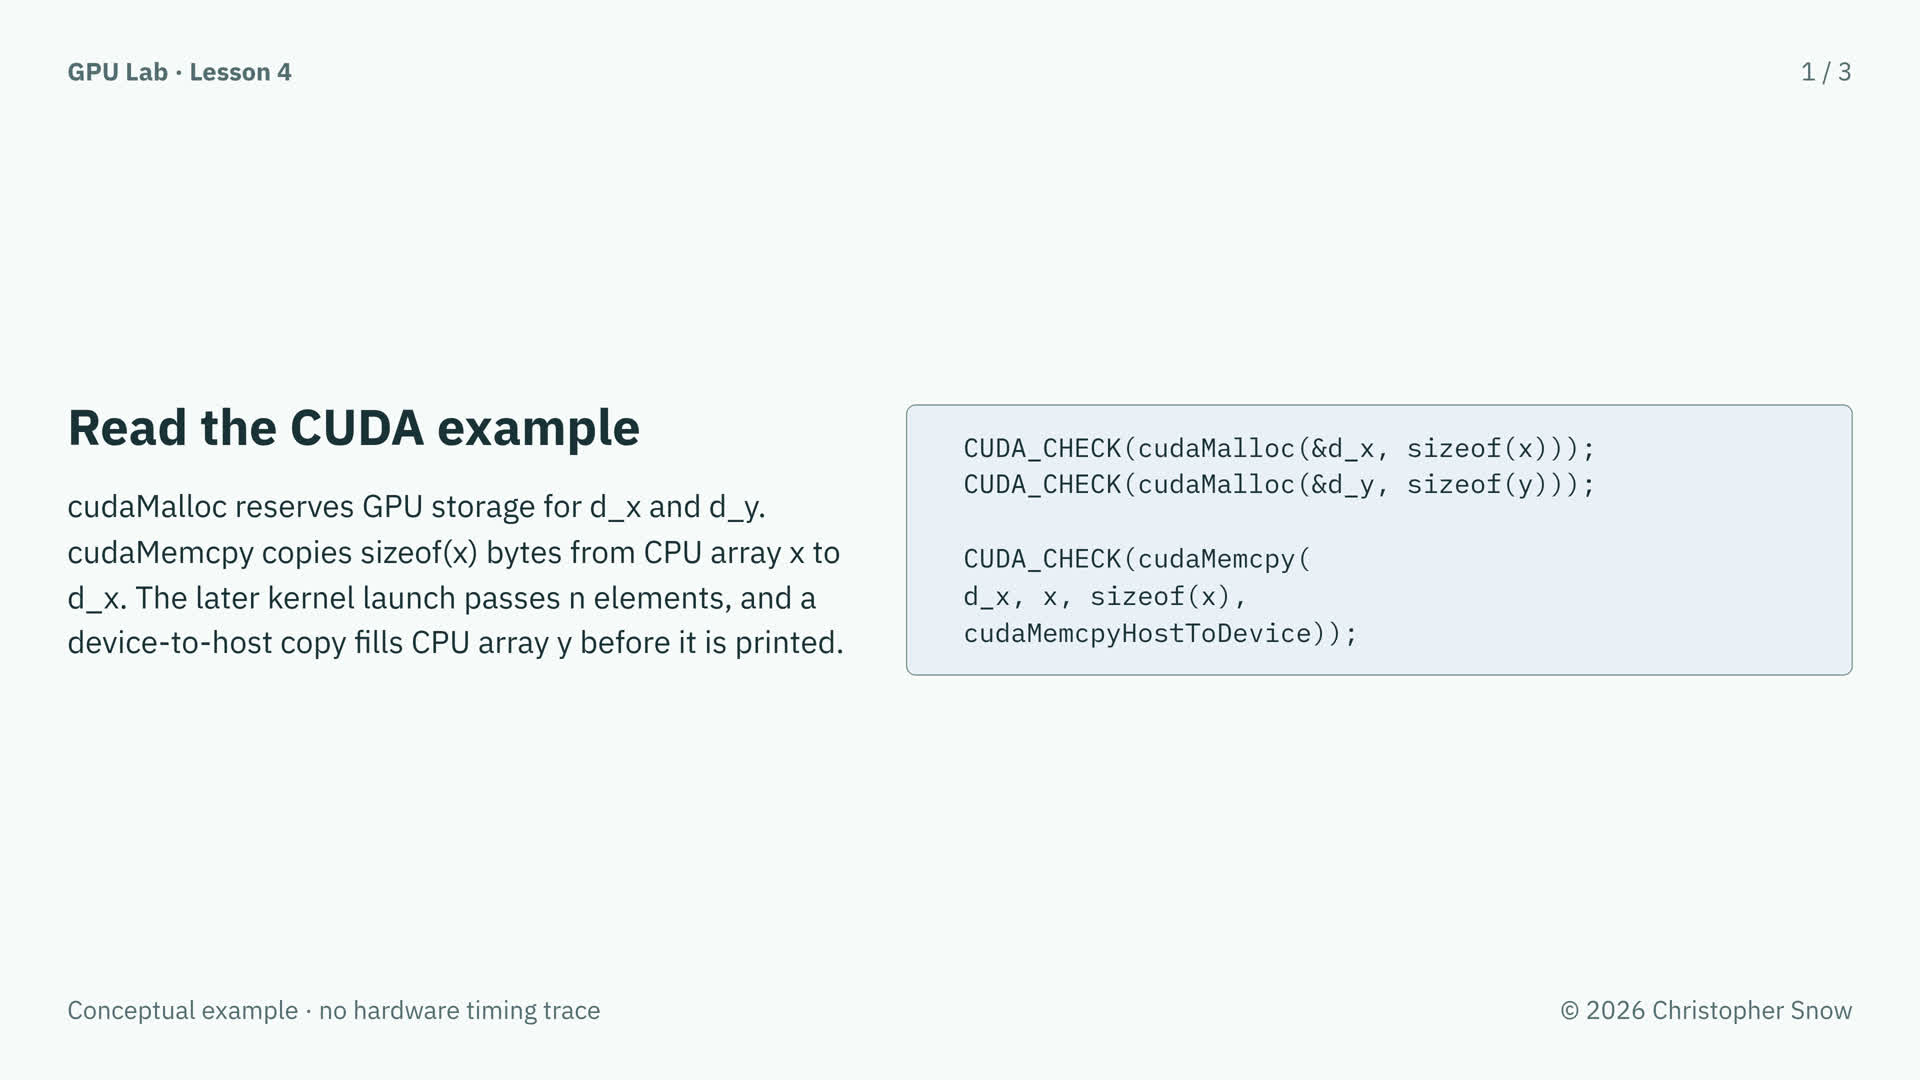 GPU Lab · Lesson 4
1 / 3
Read the CUDA example
cudaMalloc reserves GPU storage for d_x and d_y.
cudaMemcpy copies sizeof(x) bytes from CPU array x to
d_x. The later kernel launch passes n elements, and a
device-to-host copy fills CPU array y before it is printed.
CUDA_CHECK(cudaMalloc(&d_x, sizeof(x)));
CUDA_CHECK(cudaMalloc(&d_y, sizeof(y)));
CUDA_CHECK(cudaMemcpy(
d_x, x, sizeof(x),
cudaMemcpyHostToDevice));
Conceptual example · no hardware timing trace
© 2026 Christopher Snow